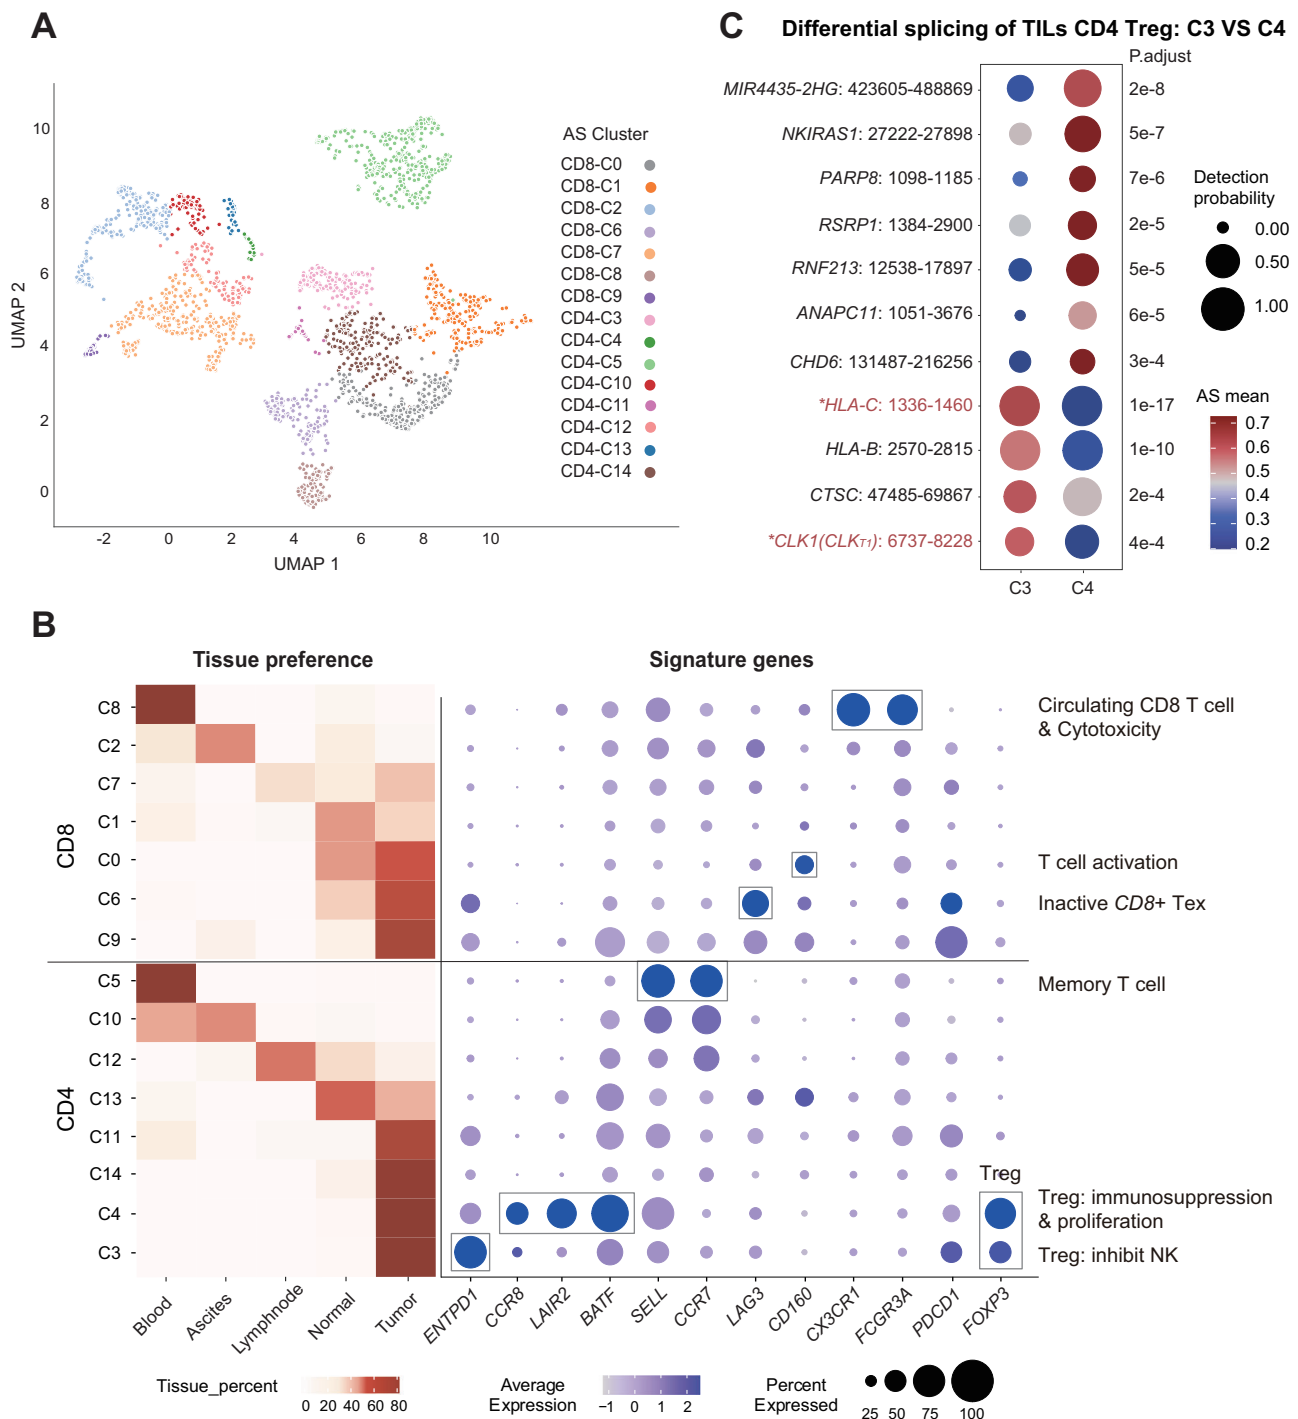 A
UMAP 2
10
8
6
4
2
0
-2
0
2
4
6
8
10
UMAP 1
AS Cluster
CD8-C0
CD8-C1
CD8-C2
CD8-C6
CD8-C7
CD8-C8
CD8-C9
CD4-C3
CD4-C4
CD4-C5
CD4-C10
CD4-C11
CD4-C12
CD4-C13
CD4-C14
C
Differential splicing of TILs CD4 Treg: C3 VS C4
P.adjust
MIR4435-2HG: 423605-488869 2e-8
NKIRAS1: 27222-27898 5e-7
PARP8: 1098-1185 7e-6
RSRP1: 1384-2900 2e-5
RNF213: 12538-17897 5e-5
ANAPC11: 1051-3676 6e-5
CHD6: 131487-216256 3e-4
*HLA-C: 1336-1460 1e-17
HLA-B: 2570-2815 1e-10
CTSC: 47485-69867 2e-4
*CLK1(CLKT1): 6737-8228 4e-4
C3 C4
Detection
probability
0.00
0.50
1.00
AS mean
0.7
0.6
0.5
0.4
0.3
0.2
B
Tissue preference
Signature genes
CD8
C8
C2
C7
C1
C0
C6
C9
CD4
C5
C10
C12
C13
C11
C14
C4
C3
Circulating CD8 T cell
& Cytotoxicity
T cell activation
Inactive CD8+ Tex
Memory T cell
Treg
Treg: immunosuppression
& proliferation
Treg: inhibit NK
Blood
Ascites
Lymphnode
Normal
Tumor
ENTPD1
CCR8
LAIR2
BATF
SELL
CCR7
LAG3
CD160
CX3CR1
FCGR3A
PDCD1
FOXP3
Tissue_percent
0 20 40 60 80
Average
Expression
−1 0 1 2
Percent
Expressed
25 50 75 100